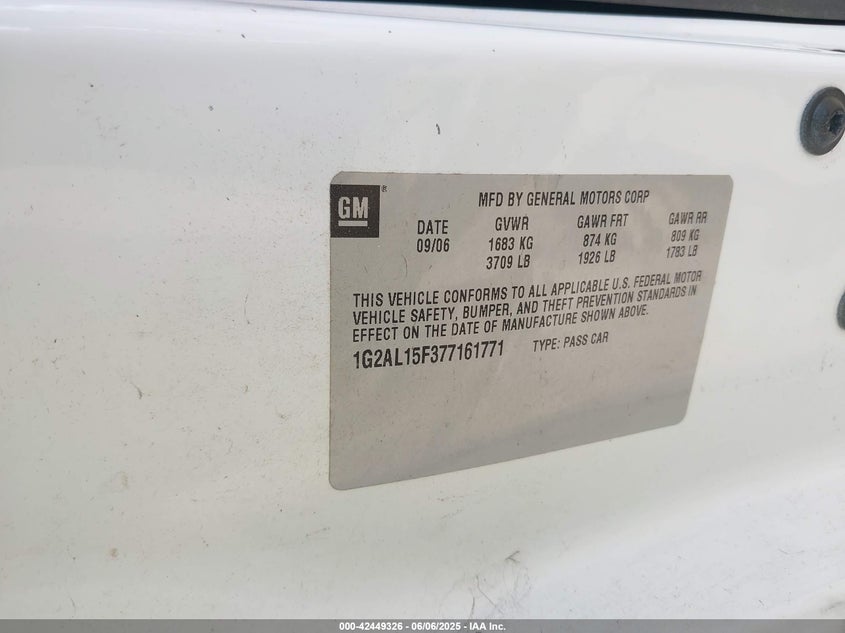 GM®
MFD BY GENERAL MOTORS CORP
DATE GVWR GAWR FRT GAWR RR
09/06 1683 KG 874 KG 809 KG
3709 LB 1926 LB 1783 LB
THIS VEHICLE CONFORMS TO ALL APPLICABLE U.S. FEDERAL MOTOR
VEHICLE SAFETY, BUMPER, AND THEFT PREVENTION STANDARDS IN
EFFECT ON THE DATE OF MANUFACTURE SHOWN ABOVE.
1G2AL15F377161771 TYPE: PASS CAR
000-42449326 - 06/06/2025 - IAA Inc.